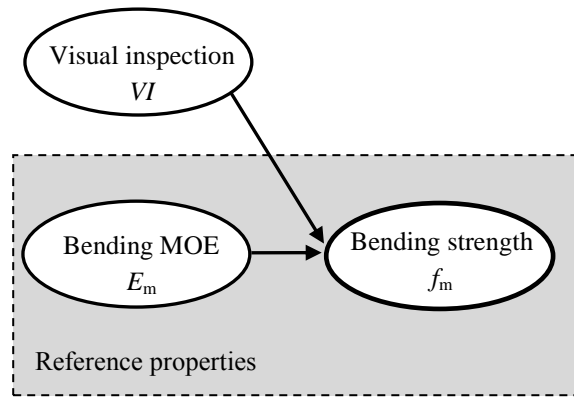 Visual inspection
VI
Bending MOE
Eₘ
Bending strength
fₘ
Reference properties